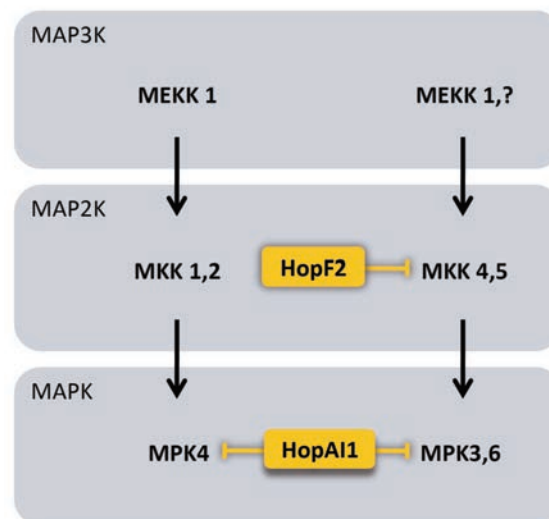 MAP3K
MEKK 1 MEKK 1,?
MAP2K
MKK 1,2 HopF2 MKK 4,5
MAPK
MPK4 HopAI1 MPK3,6